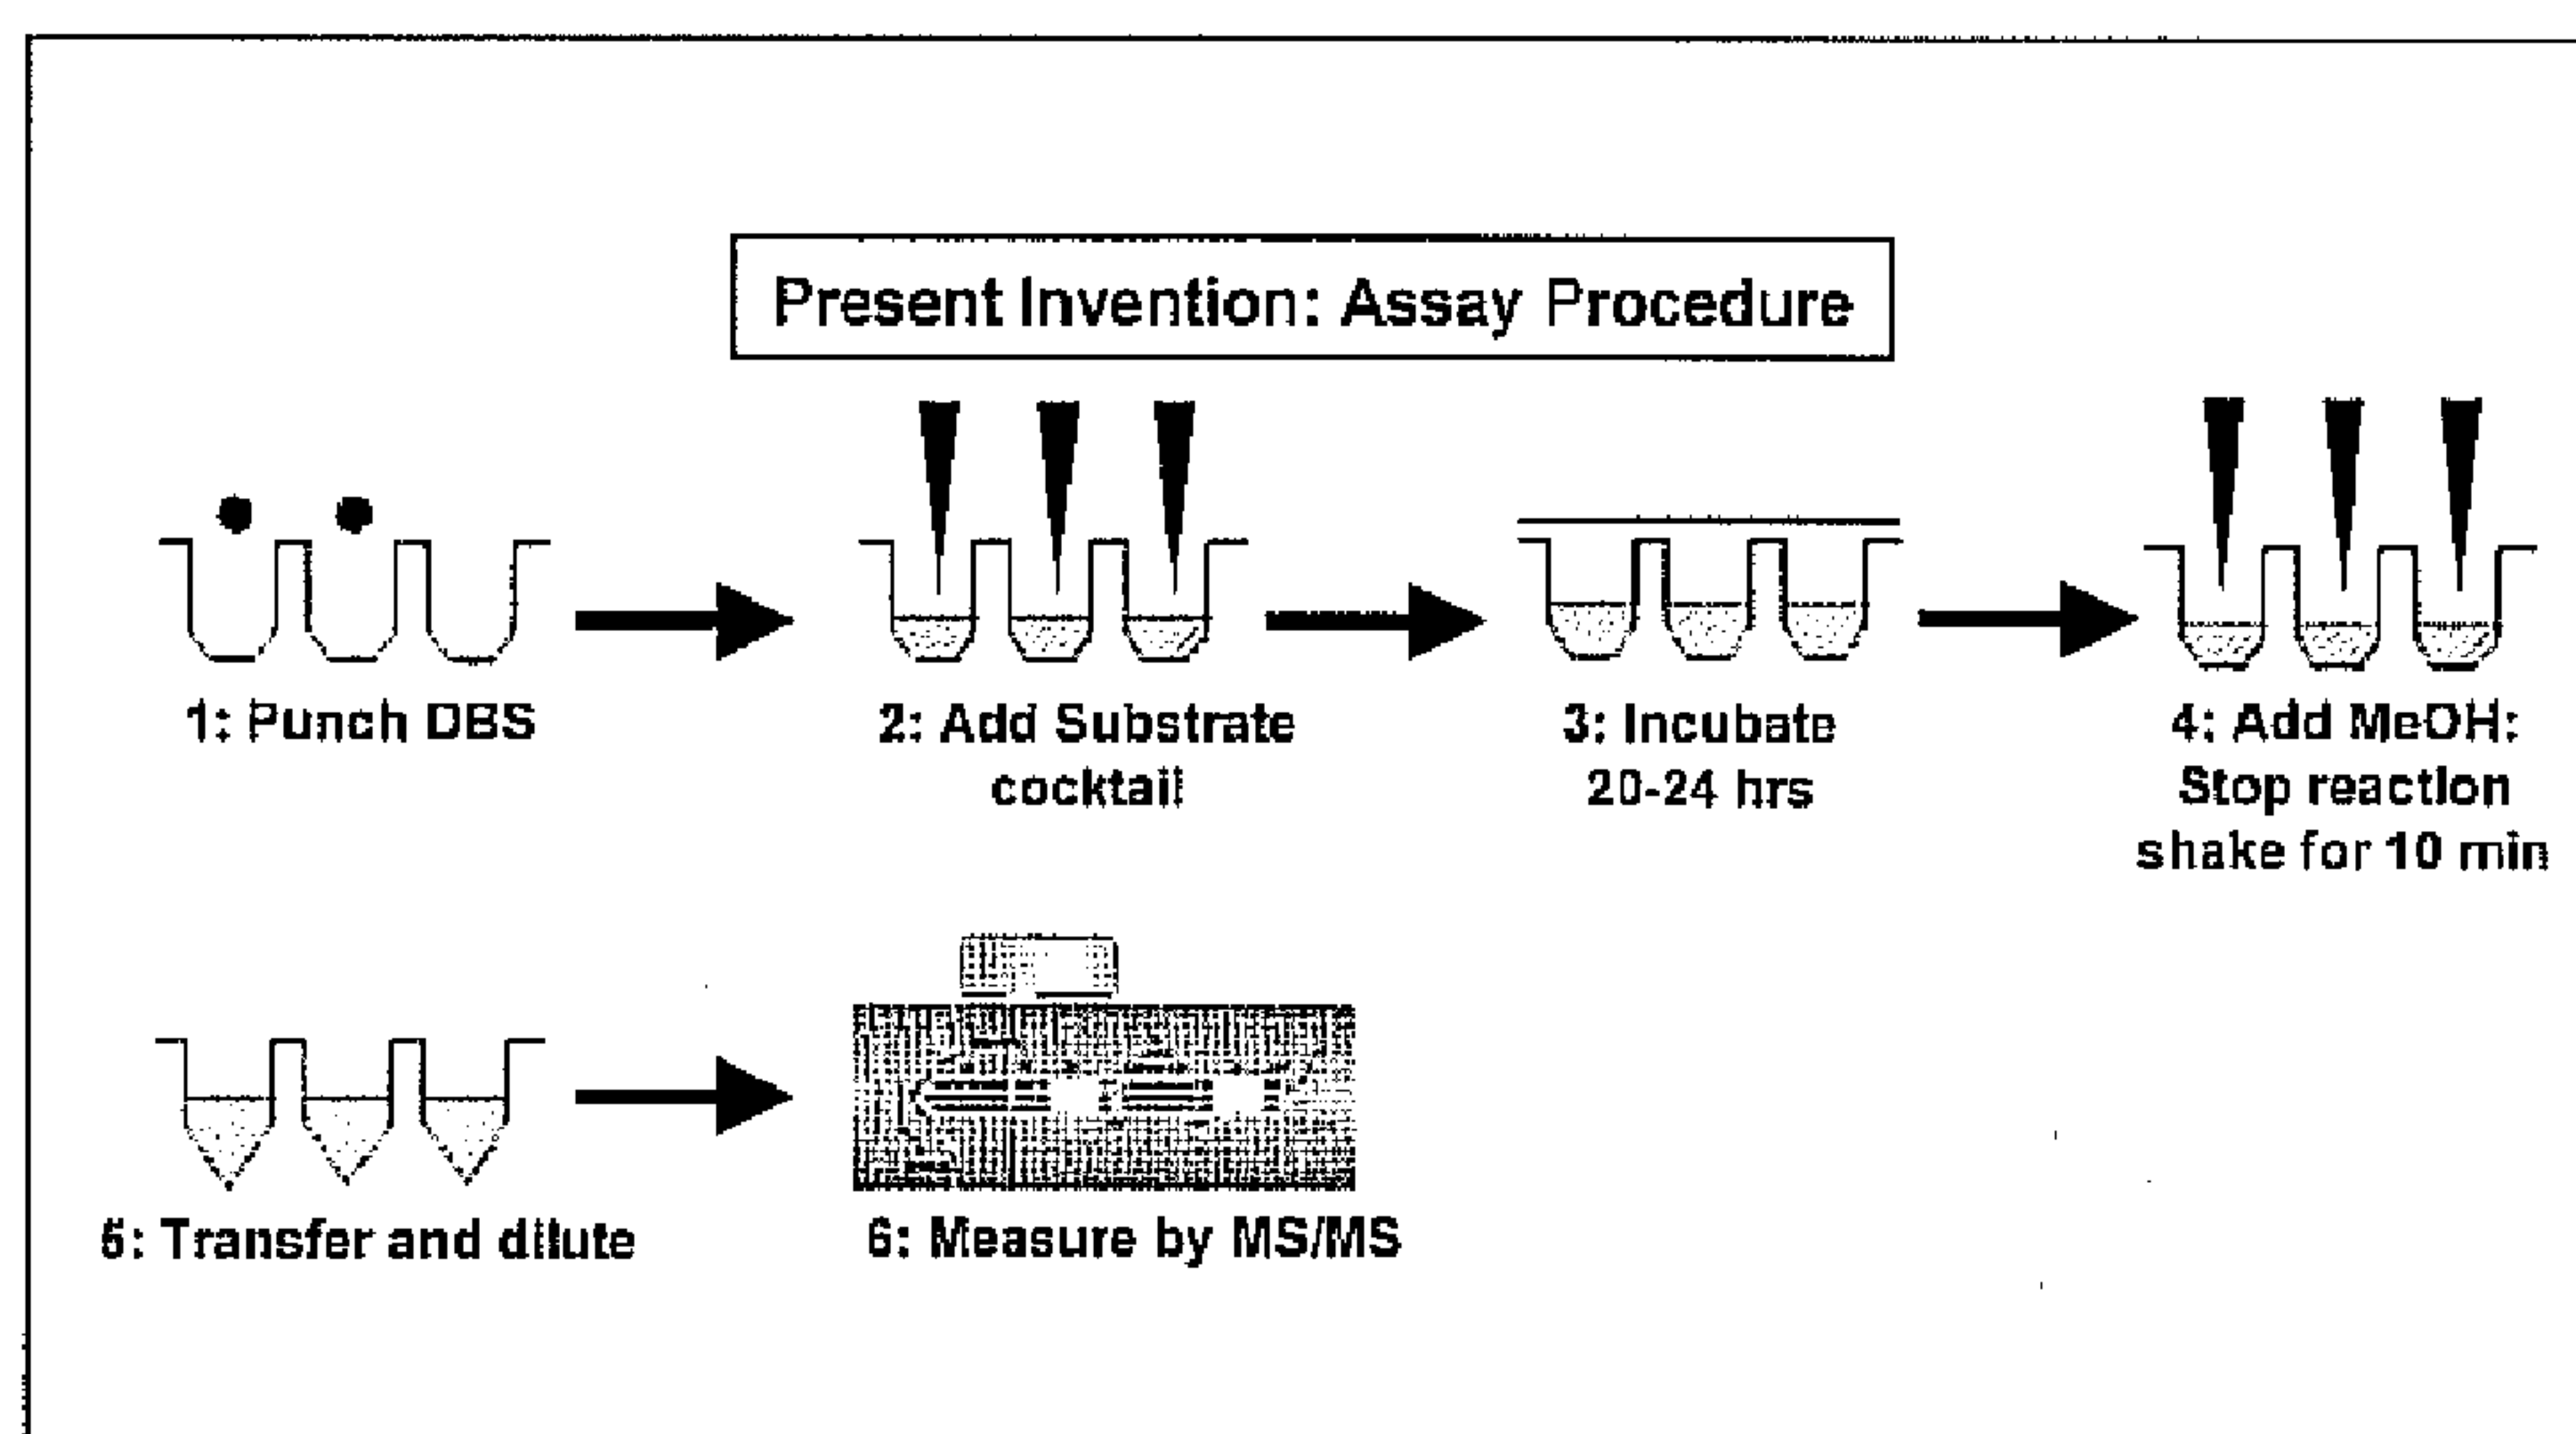 Present Invention: Assay Procedure
1: Punch DBS
2: Add Substrate
cocktail
3: Incubate
20-24 hrs
4: Add MeOH:
Stop reaction
shake for 10 min
5: Transfer and dilute
6: Measure by MS/MS